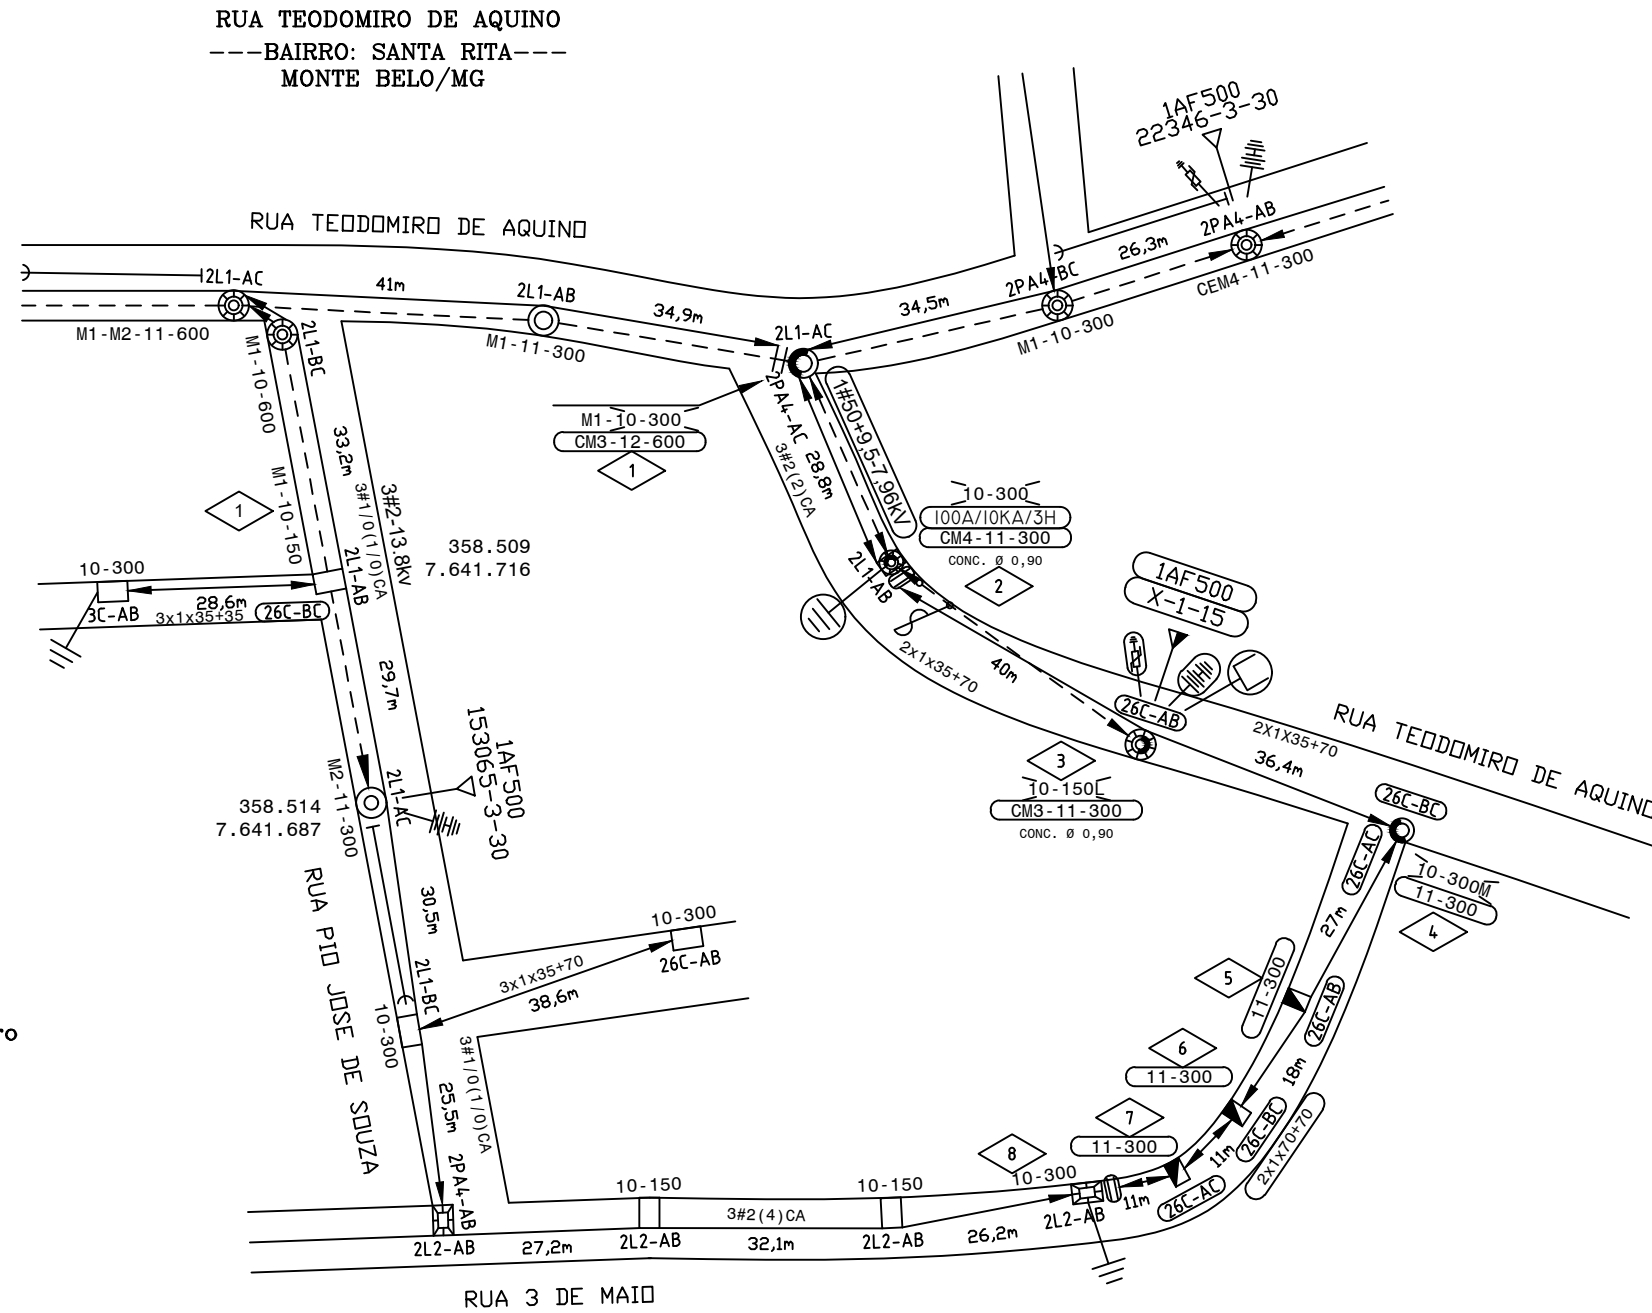 RUA TEODOMIRO DE AQUINO
---BAIRRO: SANTA RITA---
MONTE BELO/MG
1AF500
22346-3-30
RUA TEODOMIRO DE AQUINO
2PA4-AB
26,3m
CEM4-11-300
2L1-AC
41m
2L1-AB
34,9m
2PA4-BC
34,5m
M1-10-300
M1-M2-11-600
M1-11-300
2L1-AC
M1-10-600
2L1-BC
2PA4-AC
1#50+9,5-7,96kV
M1-10-300
CM3-12-600
1
33,2m
3#2(2)CA
28,8m
1
M1-10-150
3#1/0(1/0)CA
3#2-13.8kv
10-300
100A/10KA/3H
CM4-11-300
CONC. Ø 0,90
2
358.509
7.641.716
10-300
2L1-AB
28,6m
3C-AB
3x1x35+35
26C-BC
2L1-AB
1AF500
X-1-15
2x1x35+70
40m
26C-AB
29,7m
RUA TEODOMIRO DE AQUINO
2X1X35+70
36,4m
3
10-150L
CM3-11-300
CONC. Ø 0,90
358.514
7.641.687
M2-11-300
2L1-AC
1AF500
153065-3-30
26C-BC
26C-AC
10-300M
11-300
4
RUA PIO JOSE DE SOUZA
30,5m
10-300
26C-AB
3x1x35+70
38,6m
2L1-BC
10-300
27m
5
11-300
26C-AB
ro
3#1/0(1/0)CA
25,5m
6
11-300
18m
26C-BC
2x1x70+70
7
11-300
11m
8
10-300
2PA4-AB
10-150
10-150
3#2(4)CA
2L2-AB
11m
26C-AC
2L2-AB
27,2m
2L2-AB
32,1m
2L2-AB
26,2m
RUA 3 DE MAIO